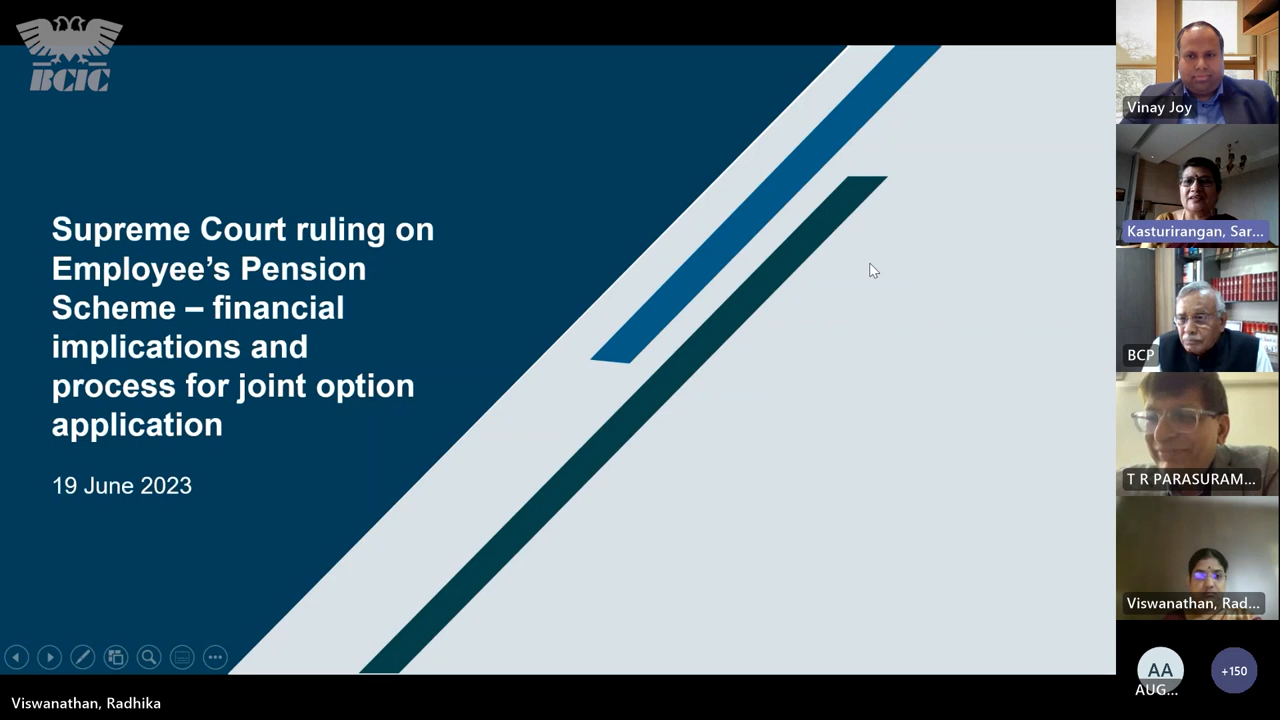 BCIC
Supreme Court ruling on
Employee’s Pension
Scheme – financial
implications and
process for joint option
application
19 June 2023
Vinay Joy
Kasturirangan, Sar...
BCP
T R PARASURAM...
Viswanathan, Rad...
AA
AUG...
+150
Viswanathan, Radhika